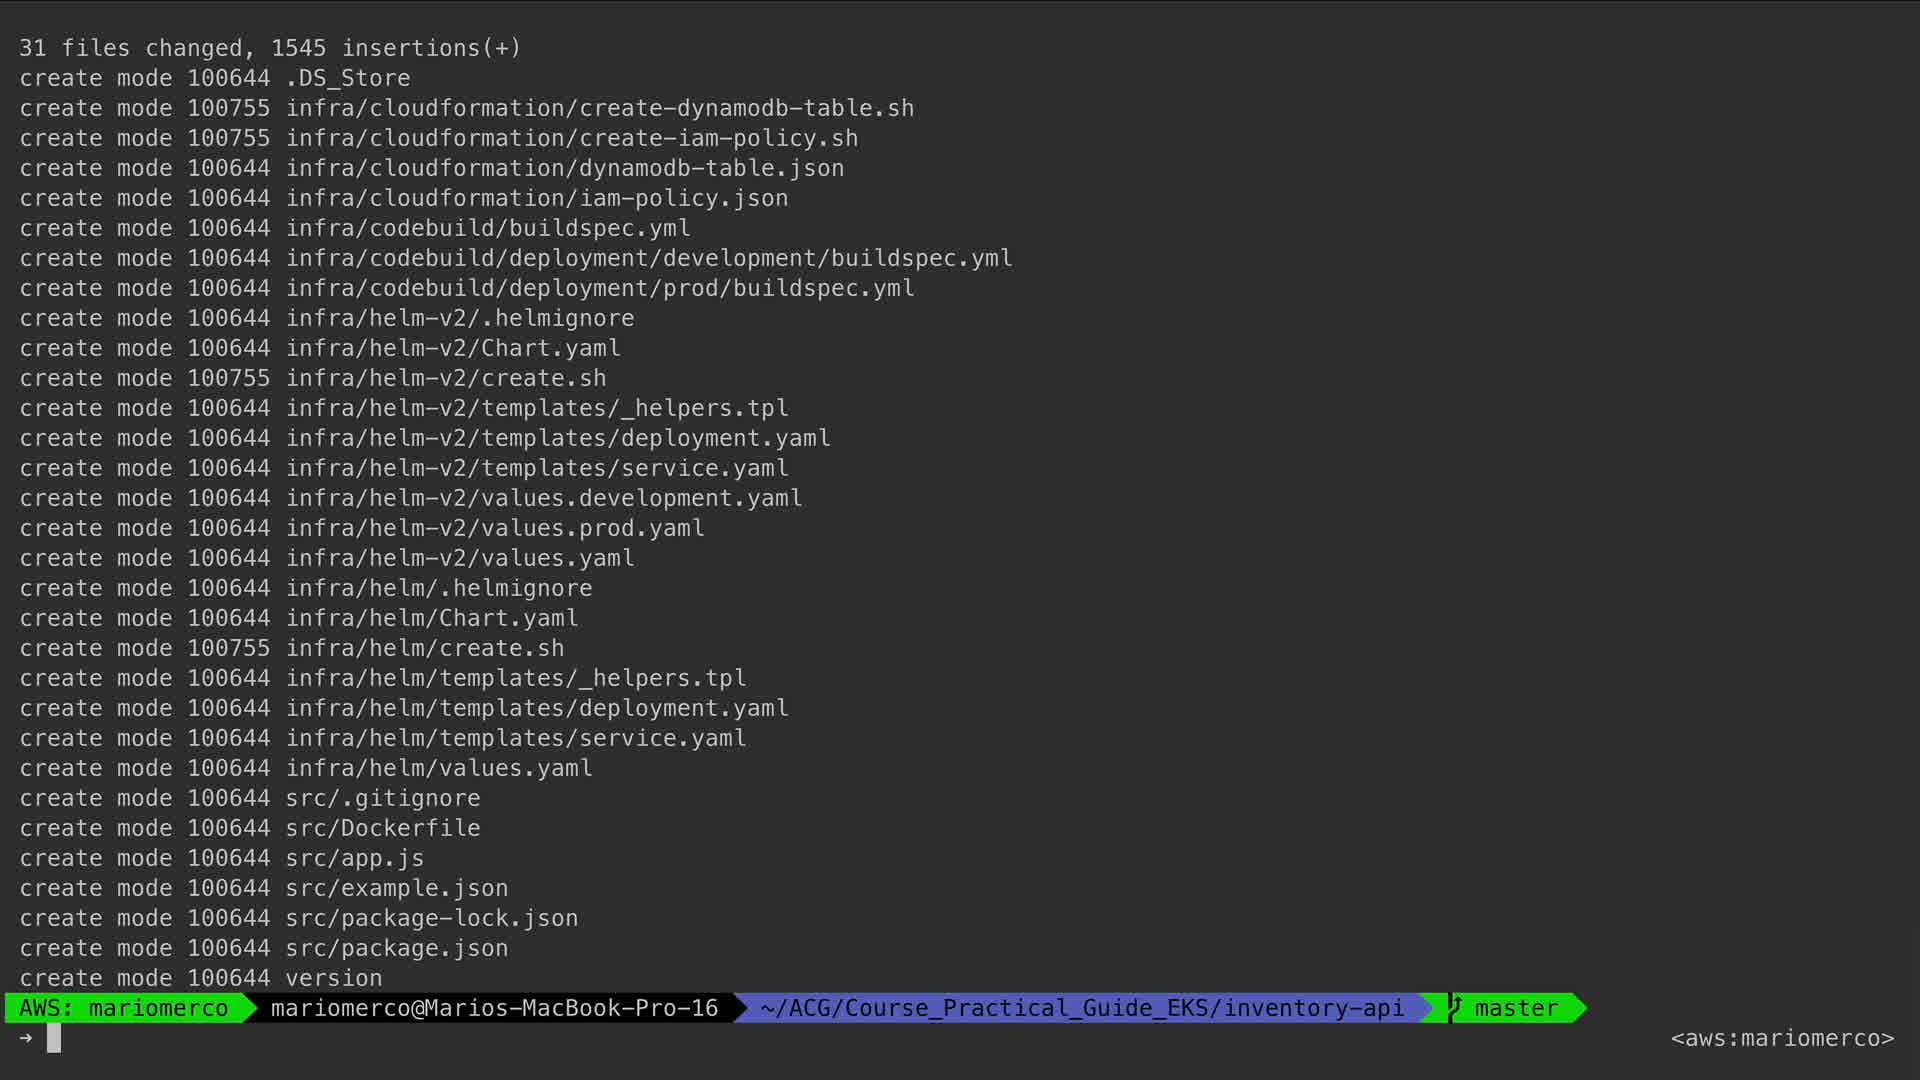 31 files changed, 1545 insertions(+)
create mode 100644 .DS_Store
create mode 100755 infra/cloudformation/create-dynamodb-table.sh
create mode 100755 infra/cloudformation/create-iam-policy.sh
create mode 100644 infra/cloudformation/dynamodb-table.json
create mode 100644 infra/cloudformation/iam-policy.json
create mode 100644 infra/codebuild/buildspec.yml
create mode 100644 infra/codebuild/deployment/development/buildspec.yml
create mode 100644 infra/codebuild/deployment/prod/buildspec.yml
create mode 100644 infra/helm-v2/.helmignore
create mode 100644 infra/helm-v2/Chart.yaml
create mode 100755 infra/helm-v2/create.sh
create mode 100644 infra/helm-v2/templates/_helpers.tpl
create mode 100644 infra/helm-v2/templates/deployment.yaml
create mode 100644 infra/helm-v2/templates/service.yaml
create mode 100644 infra/helm-v2/values.development.yaml
create mode 100644 infra/helm-v2/values.prod.yaml
create mode 100644 infra/helm-v2/values.yaml
create mode 100644 infra/helm/.helmignore
create mode 100644 infra/helm/Chart.yaml
create mode 100755 infra/helm/create.sh
create mode 100644 infra/helm/templates/_helpers.tpl
create mode 100644 infra/helm/templates/deployment.yaml
create mode 100644 infra/helm/templates/service.yaml
create mode 100644 infra/helm/values.yaml
create mode 100644 src/.gitignore
create mode 100644 src/Dockerfile
create mode 100644 src/app.js
create mode 100644 src/example.json
create mode 100644 src/package-lock.json
create mode 100644 src/package.json
create mode 100644 version
AWS: mariomerco mariomerco@Marios-MacBook-Pro-16 ~/ACG/Course_Practical_Guide_EKS/inventory-api master
→ <aws:mariomerco>